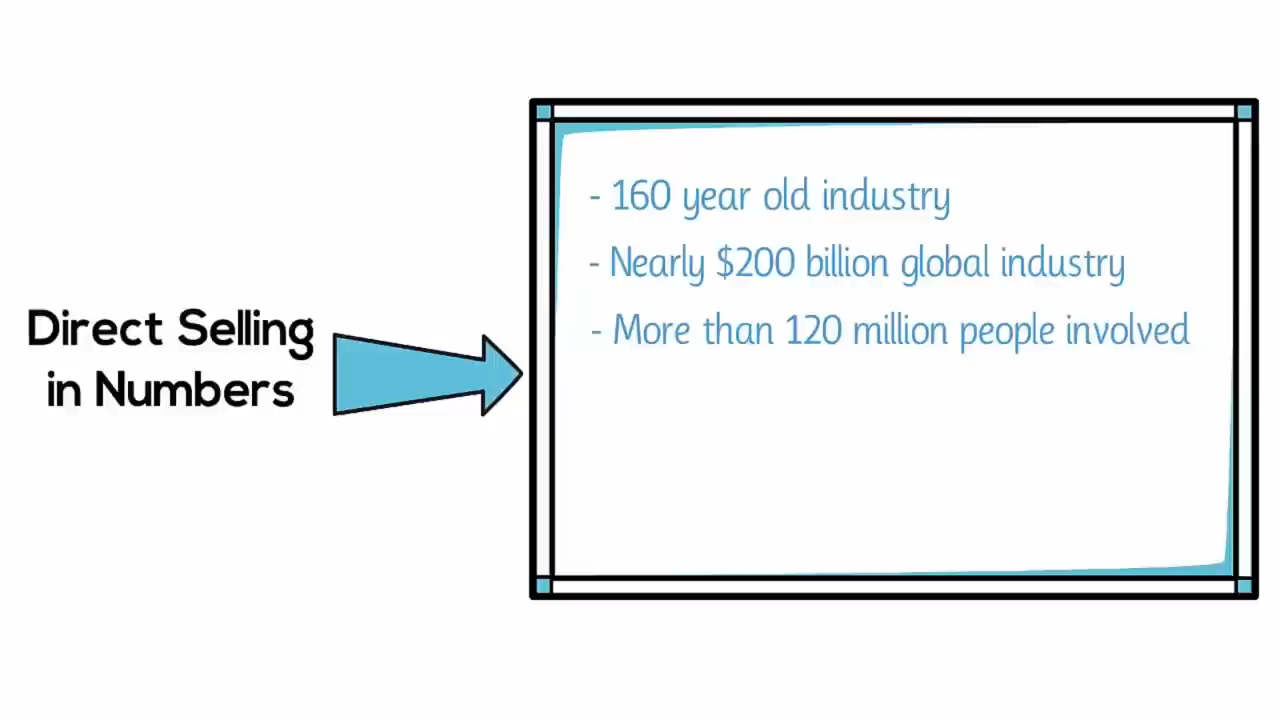 Direct Selling
in Numbers
- 160 year old industry
- Nearly $200 billion global industry
- More than 120 million people involved